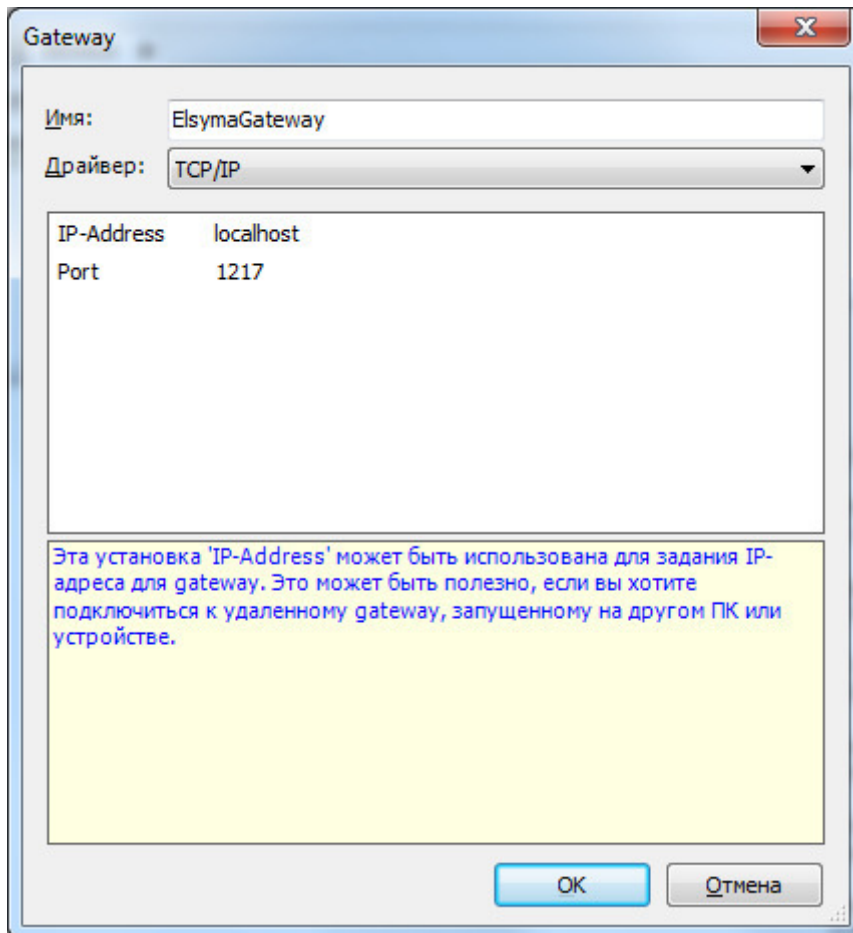 Gateway
Имя: ElsymaGateway
Драйвер: TCP/IP
IP-Address localhost
Port 1217
Эта установка 'IP-Address' может быть использована для задания IP-
адреса для gateway. Это может быть полезно, если вы хотите
подключиться к удаленному gateway, запущенному на другом ПК или
устройстве.
OK Отмена